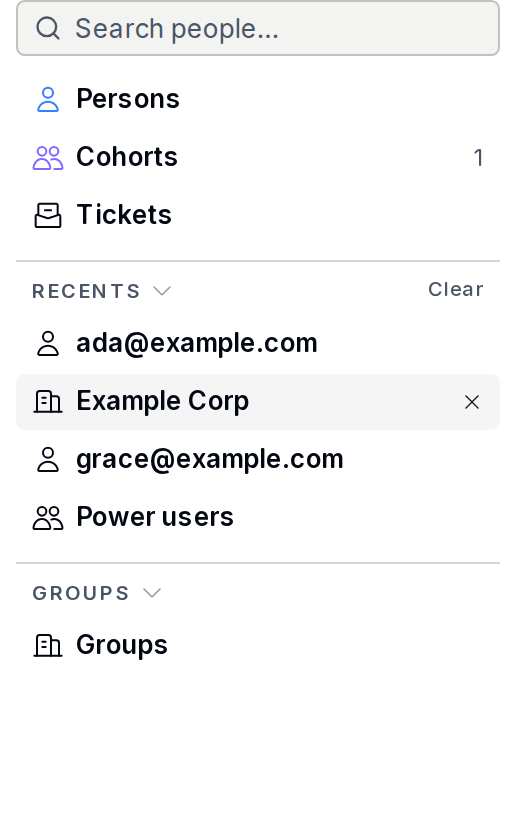 Search people...
Persons
Cohorts 1
Tickets
RECENTS Clear
ada@example.com
Example Corp
grace@example.com
Power users
GROUPS
Groups